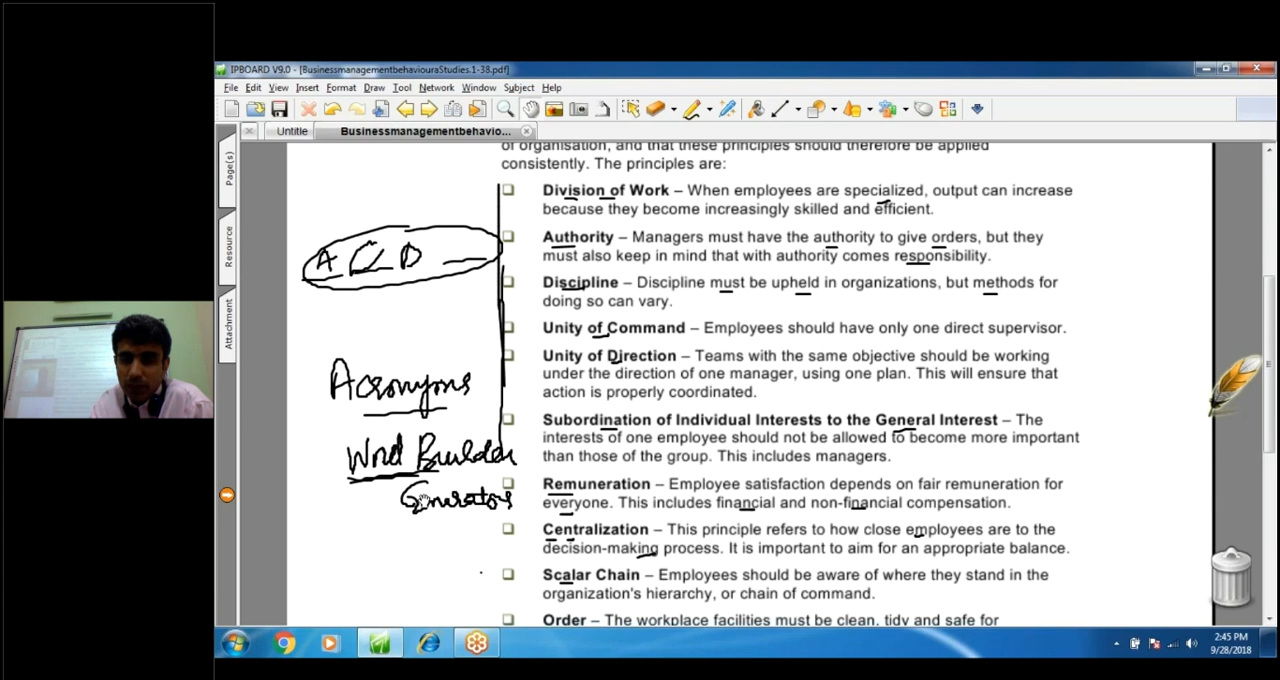 IPBOARD V9.0 - [BusinessmanagementbehaviouraStudies.1-38.pdf]
File Edit View Insert Format Draw Tool Network Window Subject Help
Untitle
Businessmanagementbehavio...
Page(s)
Resource
Attachment
of organisation, and that these principles should therefore be applied
consistently. The principles are:
Division of Work – When employees are specialized, output can increase
because they become increasingly skilled and efficient.
Authority – Managers must have the authority to give orders, but they
must also keep in mind that with authority comes responsibility.
Discipline – Discipline must be upheld in organizations, but methods for
doing so can vary.
Unity of Command – Employees should have only one direct supervisor.
Unity of Direction – Teams with the same objective should be working
under the direction of one manager, using one plan. This will ensure that
action is properly coordinated.
Subordination of Individual Interests to the General Interest – The
interests of one employee should not be allowed to become more important
than those of the group. This includes managers.
Remuneration – Employee satisfaction depends on fair remuneration for
everyone. This includes financial and non-financial compensation.
Centralization – This principle refers to how close employees are to the
decision-making process. It is important to aim for an appropriate balance.
Scalar Chain – Employees should be aware of where they stand in the
organization's hierarchy, or chain of command.
Order – The workplace facilities must be clean, tidy and safe for
A C D
Acronyons
Word Builder
Generators
2:45 PM
9/28/2018